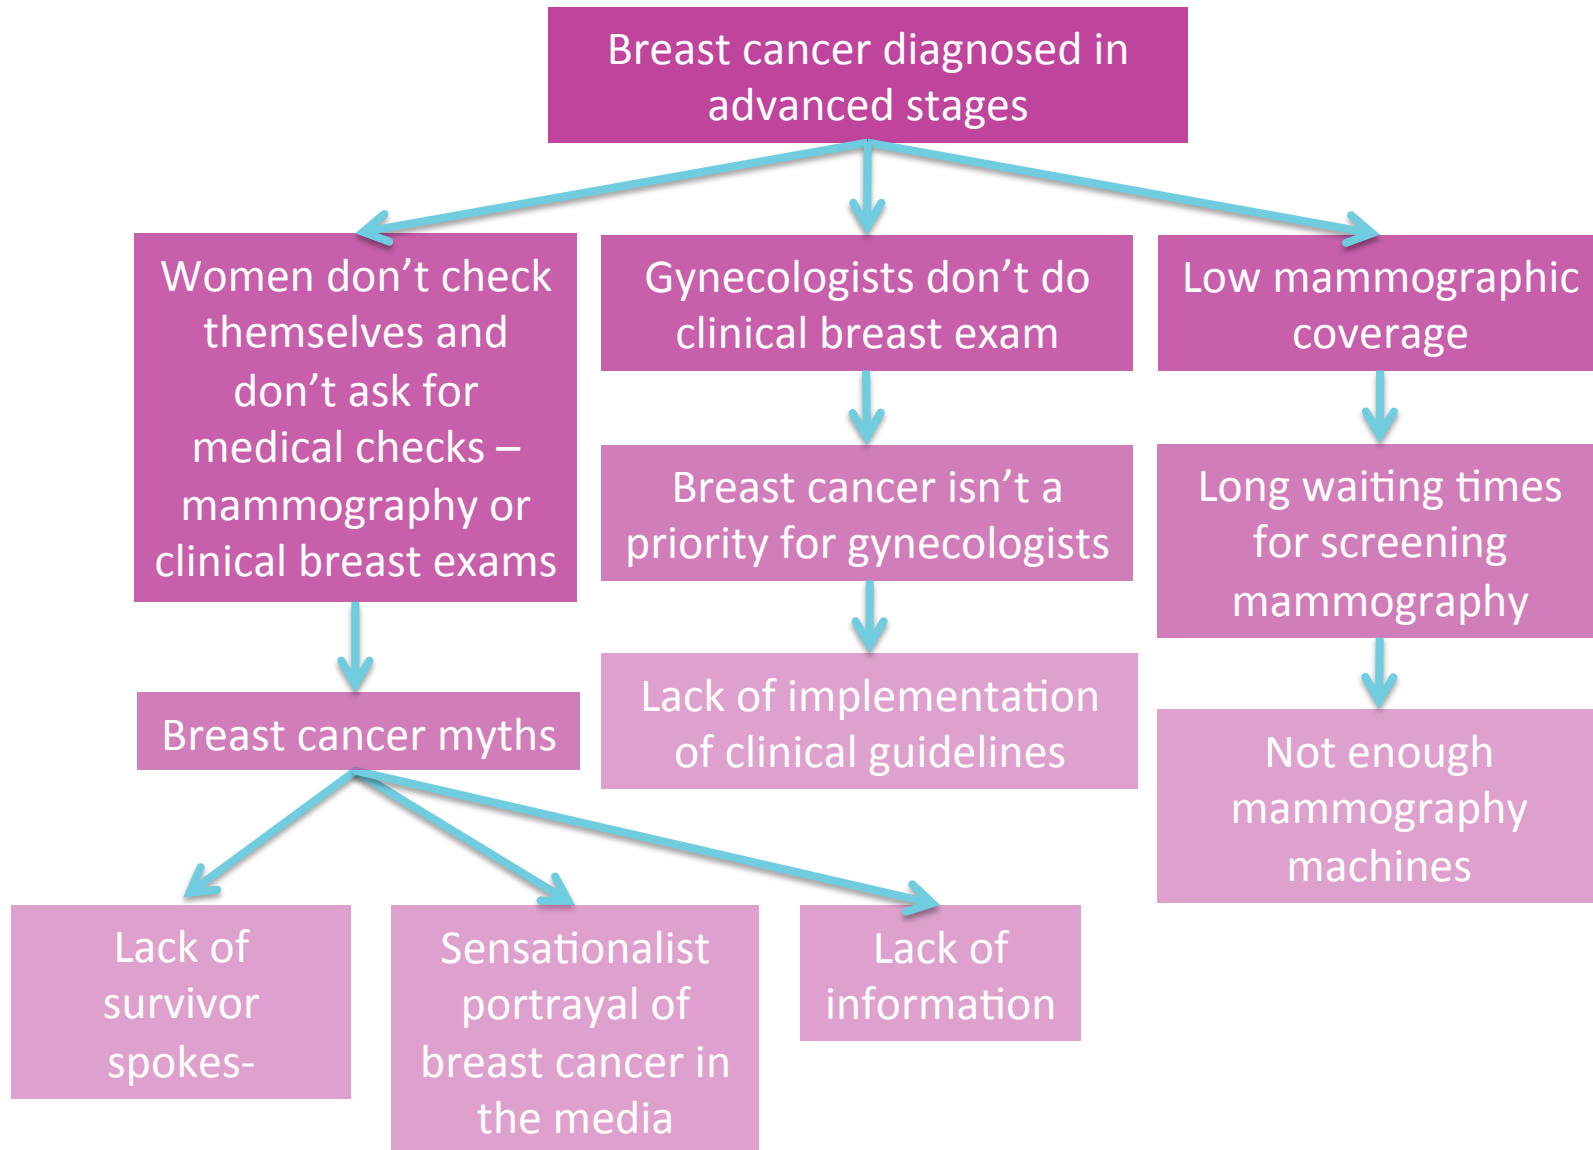 Breast cancer diagnosed in
advanced stages
Women don’t check
themselves and
don’t ask for
medical checks –
mammography or
clinical breast exams
Gynecologists don’t do
clinical breast exam
Low mammographic
coverage
Breast cancer isn’t a
priority for gynecologists
Long waiting times
for screening
mammography
Breast cancer myths
Lack of implementation
of clinical guidelines
Not enough
mammography
machines
Lack of
survivor
spokes-
Sensationalist
portrayal of
breast cancer in
the media
Lack of
information